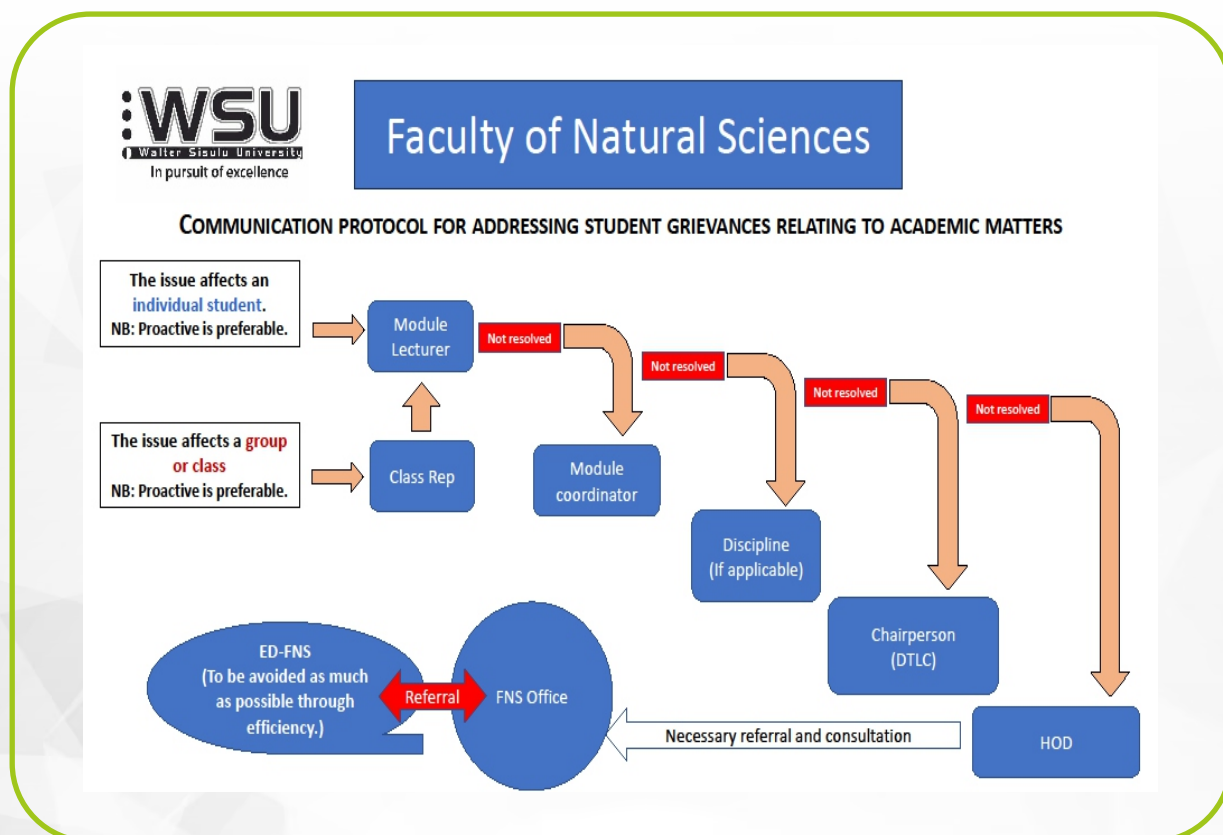 WSU
Walter Sisulu University
In pursuit of excellence
Faculty of Natural Sciences
COMMUNICATION PROTOCOL FOR ADDRESSING STUDENT GRIEVANCES RELATING TO ACADEMIC MATTERS
The issue affects an
individual student.
NB: Proactive is preferable.
Module
Lecturer
Not resolved
Not resolved
Not resolved
Not resolved
The issue affects a group
or class
NB: Proactive is preferable.
Class Rep
Module
coordinator
Discipline
(If applicable)
Chairperson
(DTLC)
HOD
Necessary referral and consultation
FNS Office
Referral
ED-FNS
(To be avoided as much
as possible through
efficiency.)